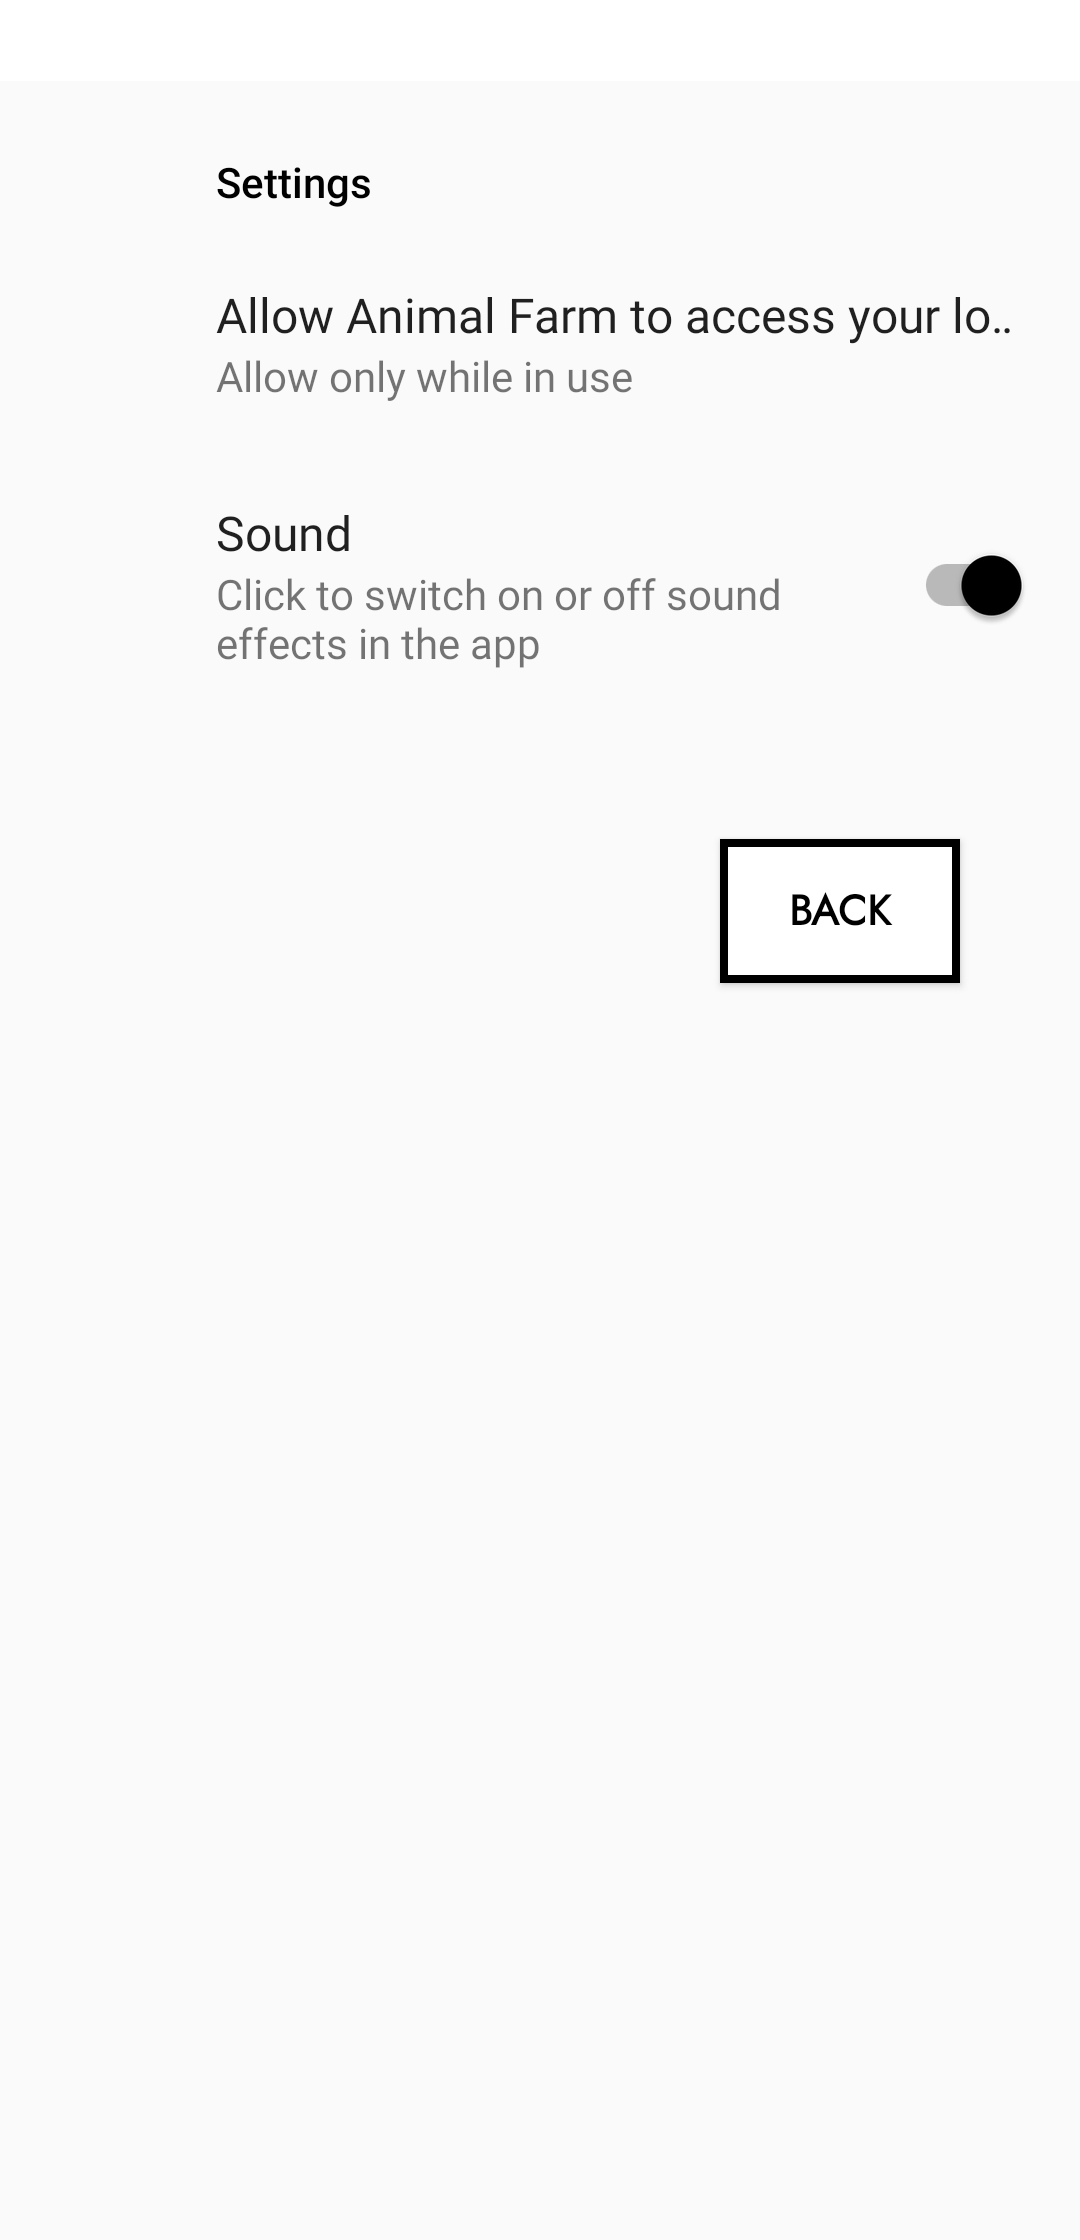 Settings
Allow Animal Farm to access your lo..
Allow only while in use
Sound
Click to switch on or off sound
effects in the app
BACK